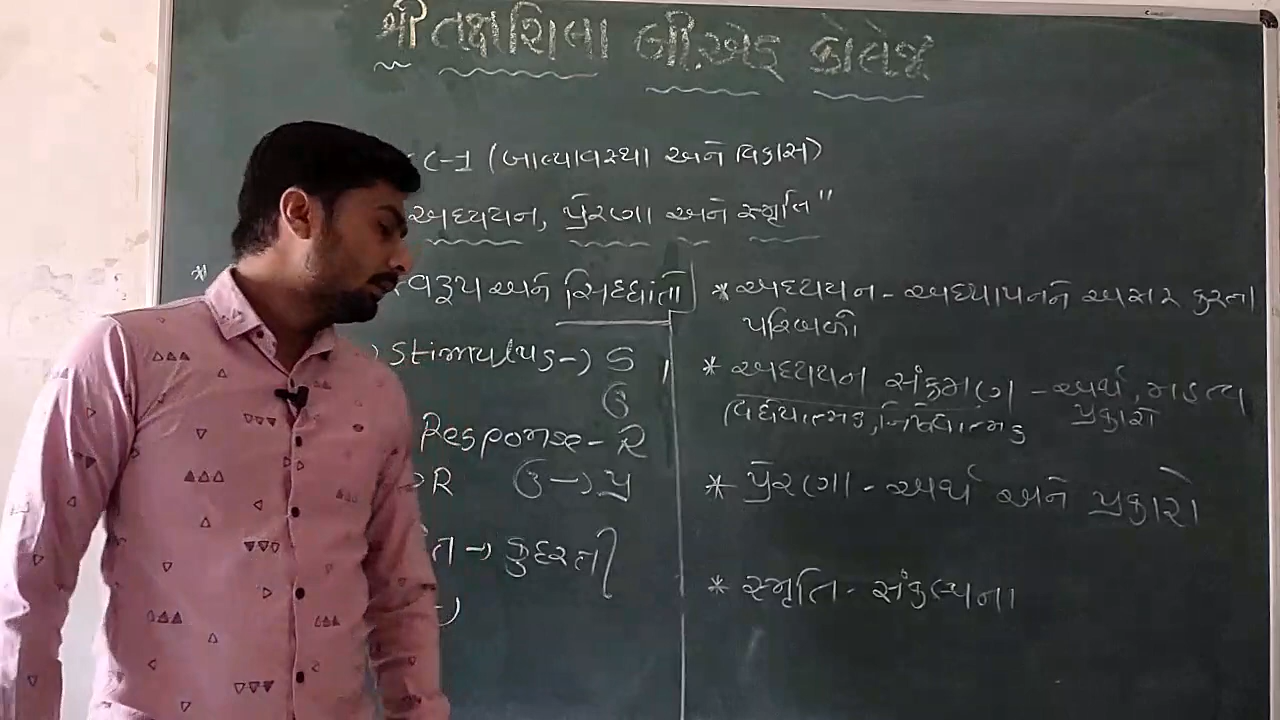 શ્રી તક્ષશિલા બી.એડ કોલેજ
C-1 (બાલ્યાવસ્થા અને વિકાસ)
અધ્યયન, પ્રેરણા અને સ્મૃતિ"
* વરૂપ અને સિદ્ધાંતો
) Stimulus -) S
ઉ
Response - R
R ઉ -> પ્ર
ત -> કુદરતી
* અધ્યયન - અધ્યાપનને અસર કરતા
પરિબળો
* અધ્યયન સંક્રમણ - અર્થ, મહત્વ
પ્રકારો
વિધેયાત્મક, નિષેધાત્મક
* પ્રેરણા - અર્થ અને પ્રકારો
* સ્મૃતિ - સંકલ્પના